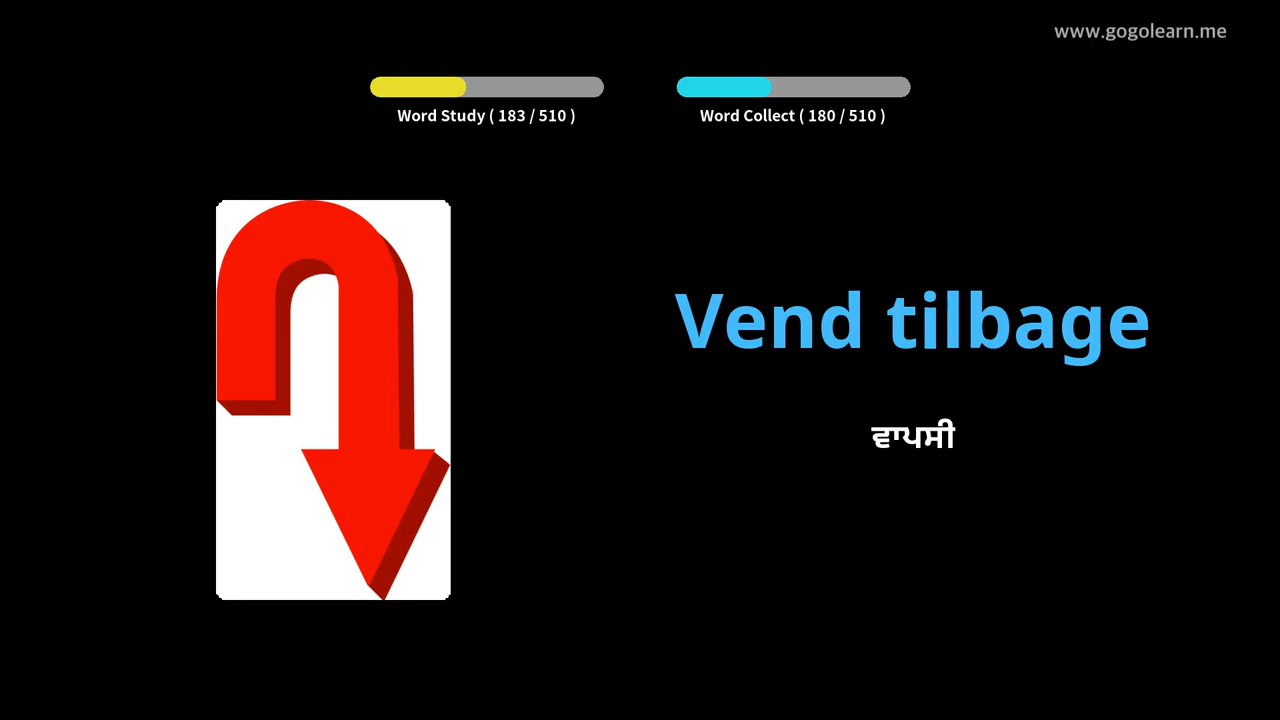 www.gogolearn.me
Word Study ( 183 / 510 )
Word Collect ( 180 / 510 )
Vend tilbage
ਵਾਪਸੀ